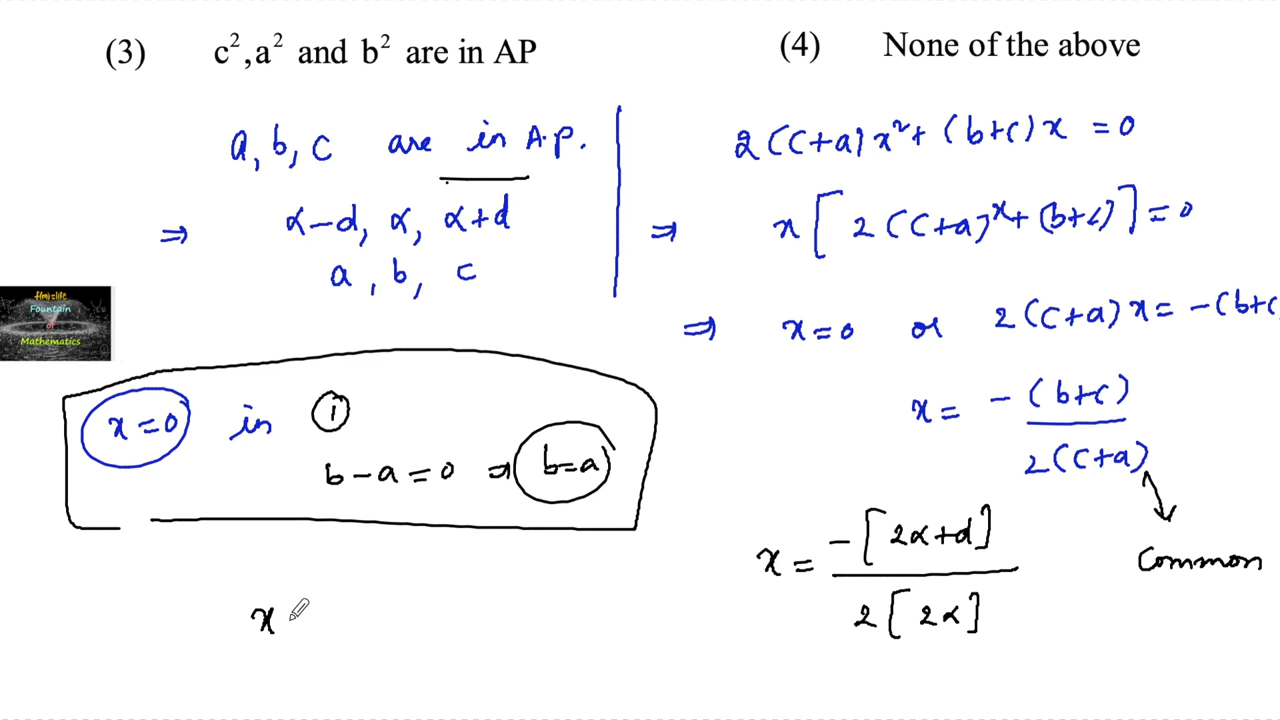 (3) c²,a² and b² are in AP
(4) None of the above
a, b, c are in A.P.
⇒ α-d, α, α+d
a, b, c
2(c+a)x²+(b+c)x =0
⇒ x[2(c+a)x+(b+c)]=0
⇒ x=0 or 2(c+a)x=-(b+c
x= -(b+c)/2(c+a)
Common
x= -[2α+d]/2[2α]
f(m)=life
Fountain
of
Mathematics
x=0 in ①
b-a=0 ⇒ b=a
x